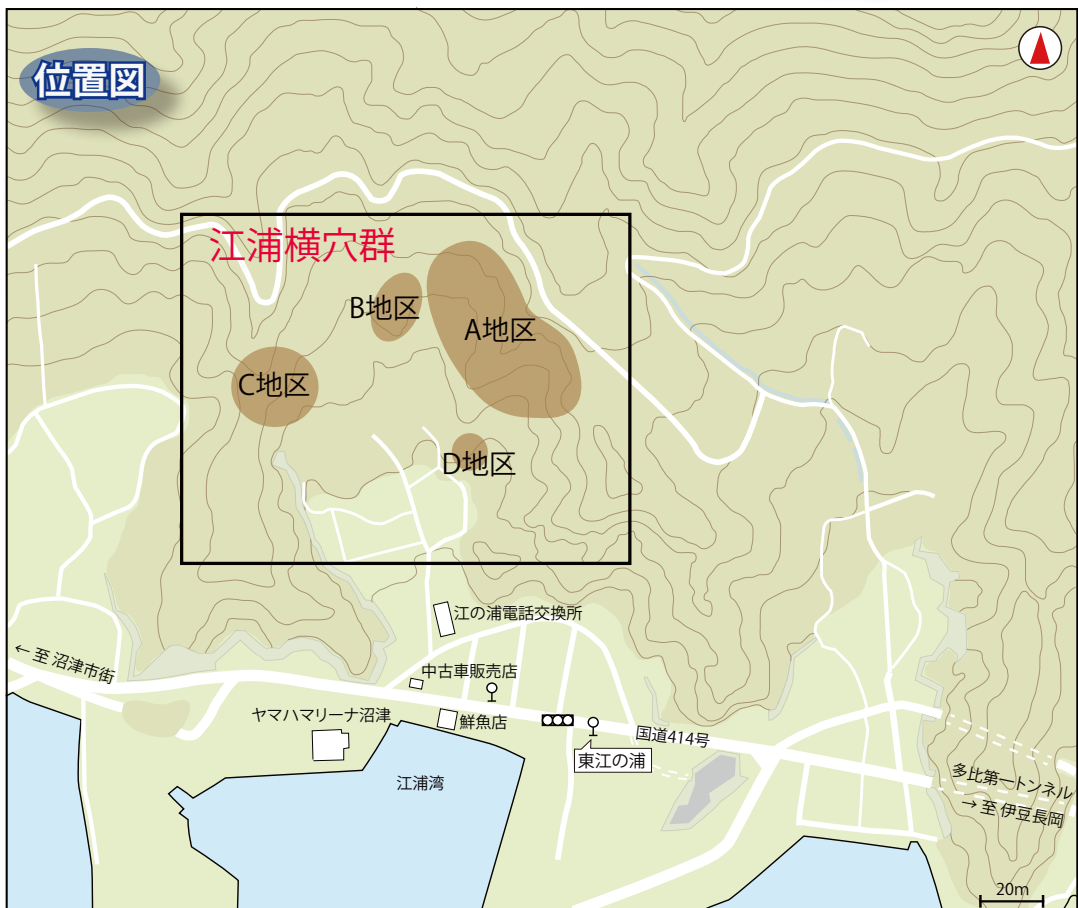 位置図
江浦横穴群
B地区
A地区
C地区
D地区
江の浦電話交換所
← 至 沼津市街
中古車販売店
ヤマハマリーナ沼津
鮮魚店
国道414号
東江の浦
江浦湾
多比第一トンネル
→ 至 伊豆長岡
20m